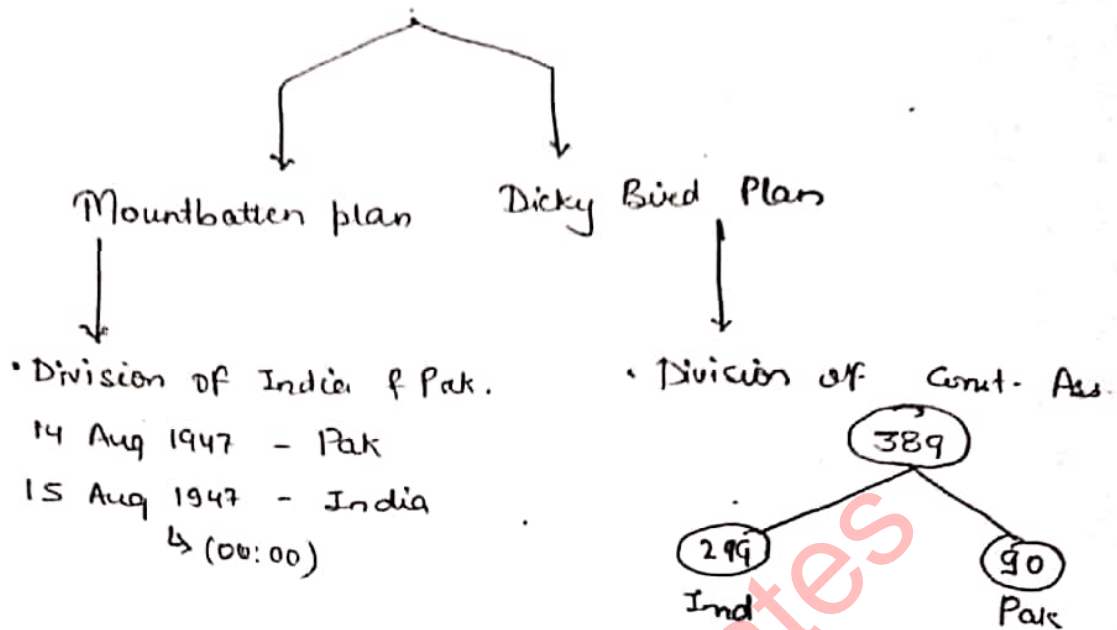 Mountbatten plan
Dicky Bird Plan
• Division of India & Pak.
14 Aug 1947 - Pak
15 Aug 1947 - India
↳ (00:00)
• Division of Const. Ass.
389
299
90
Ind
Pak
tes